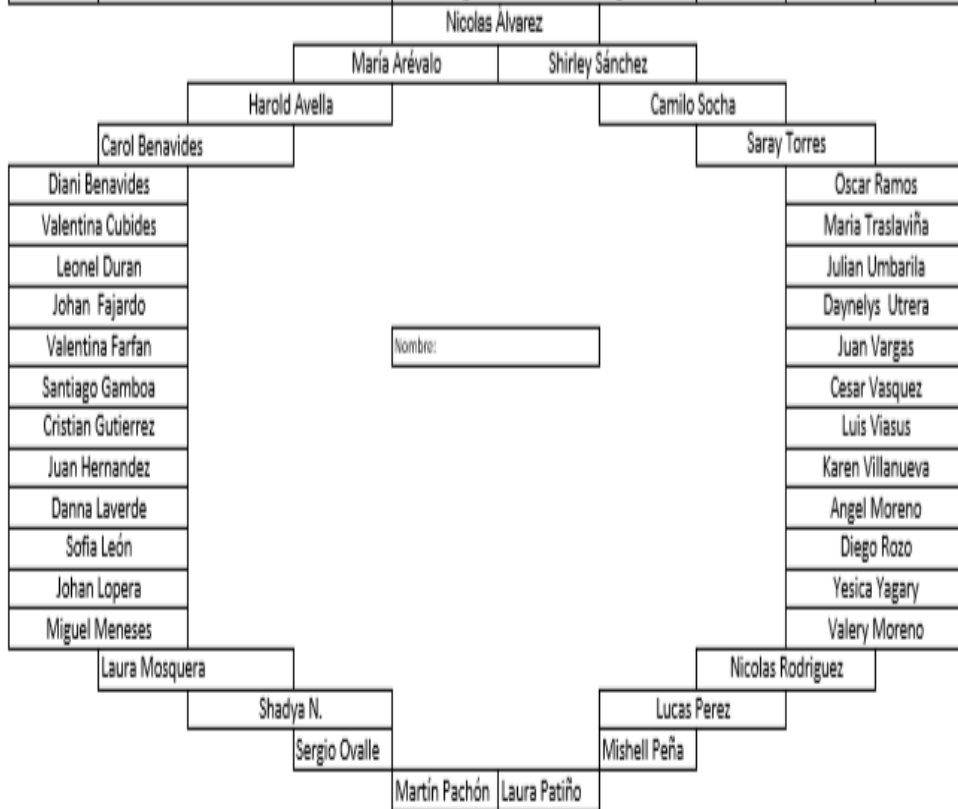 Nicolas Álvarez
María Arévalo Shirley Sánchez
Harold Avella Camilo Socha
Carol Benavides Saray Torres
Diani Benavides Oscar Ramos
Valentina Cubides Maria Traslaviña
Leonel Duran Julian Umbarila
Johan Fajardo Daynelys Utrera
Valentina Farfan Nombre: Juan Vargas
Santiago Gamboa Cesar Vasquez
Cristian Gutierrez Luis Viasus
Juan Hernandez Karen Villanueva
Danna Laverde Angel Moreno
Sofia León Diego Rozo
Johan Lopera Yesica Yagary
Miguel Meneses Valery Moreno
Laura Mosquera Nicolas Rodriguez
Shadya N. Lucas Perez
Sergio Ovalle Mishell Peña
Martín Pachón Laura Patiño